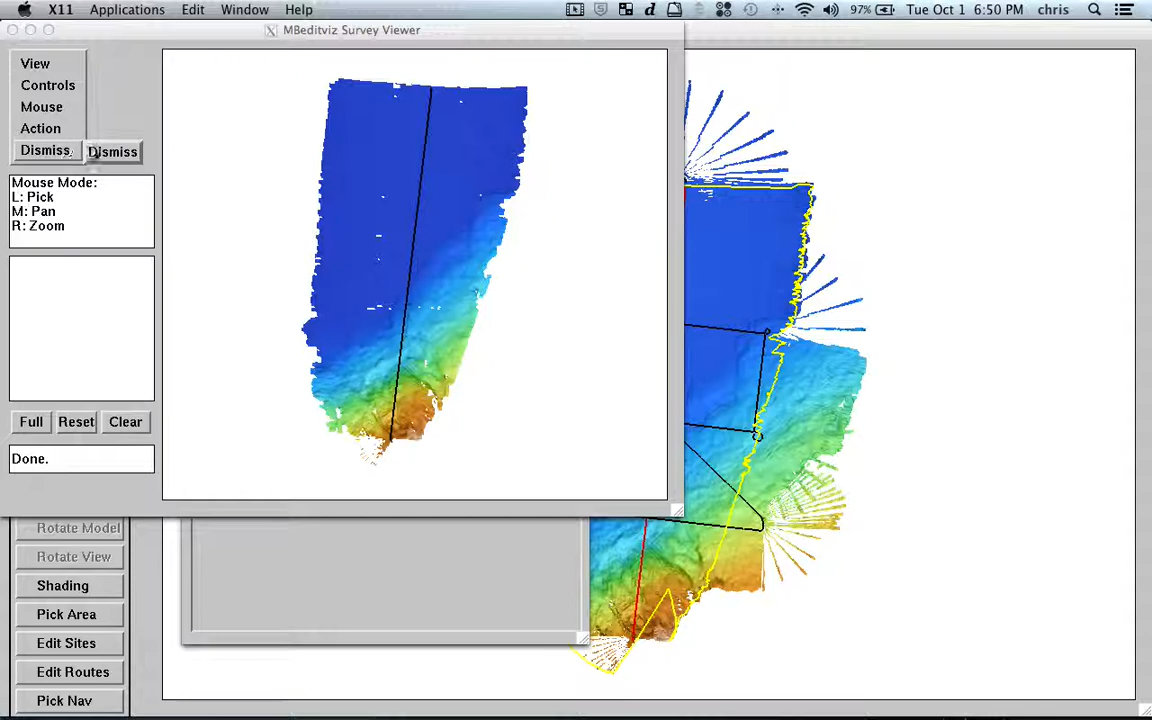 X11 Applications Edit Window Help 97% Tue Oct 1 6:50 PM chris
MBeditviz Survey Viewer
View
Controls
Mouse
Action
Dismiss
Dismiss
Mouse Mode:
L: Pick
M: Pan
R: Zoom
Full Reset Clear
Done.
Rotate Model
Rotate View
Shading
Pick Area
Edit Sites
Edit Routes
Pick Nav